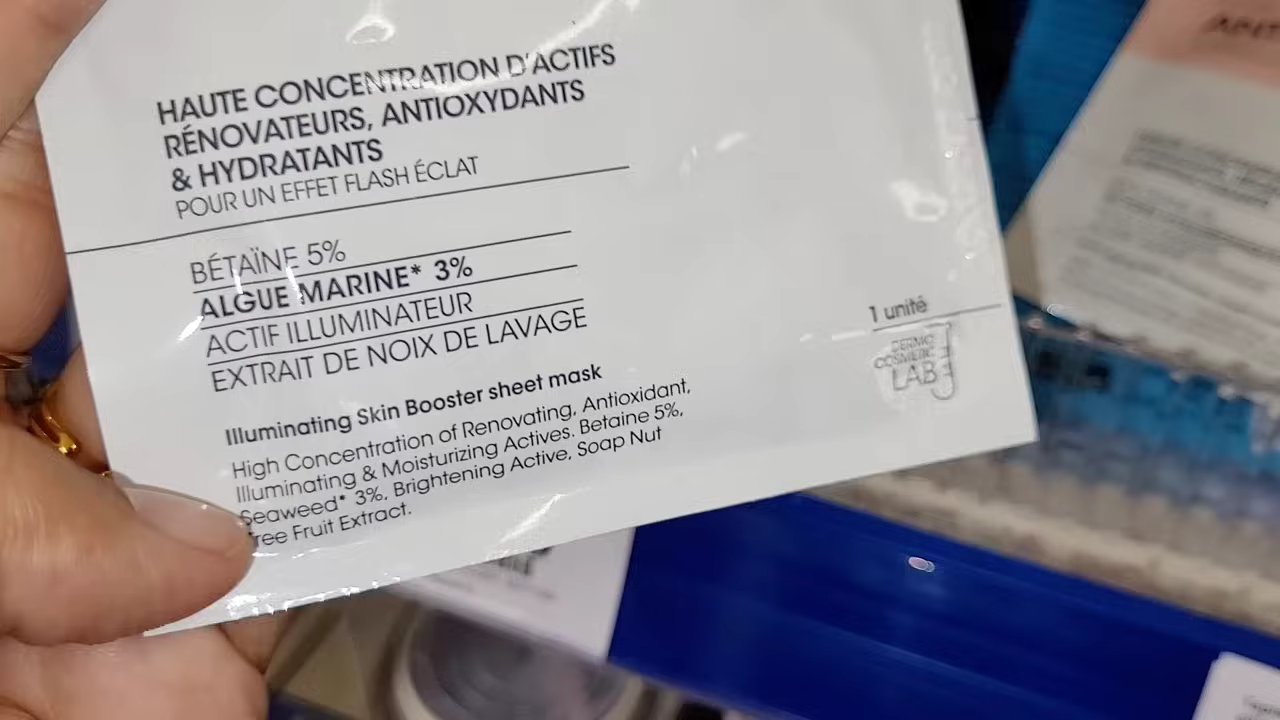 HAUTE CONCENTRATION D'ACTIFS
RÉNOVATEURS, ANTIOXYDANTS
& HYDRATANTS
POUR UN EFFET FLASH ÉCLAT
BÉTAÏNE 5%
ALGUE MARINE* 3%
ACTIF ILLUMINATEUR
EXTRAIT DE NOIX DE LAVAGE
Illuminating Skin Booster sheet mask
High Concentration of Renovating, Antioxidant,
Illuminating & Moisturizing Actives. Betaine 5%,
Seaweed* 3%, Brightening Active, Soap Nut
Tree Fruit Extract.
1 unité
DERMO
COSMETIC
LAB